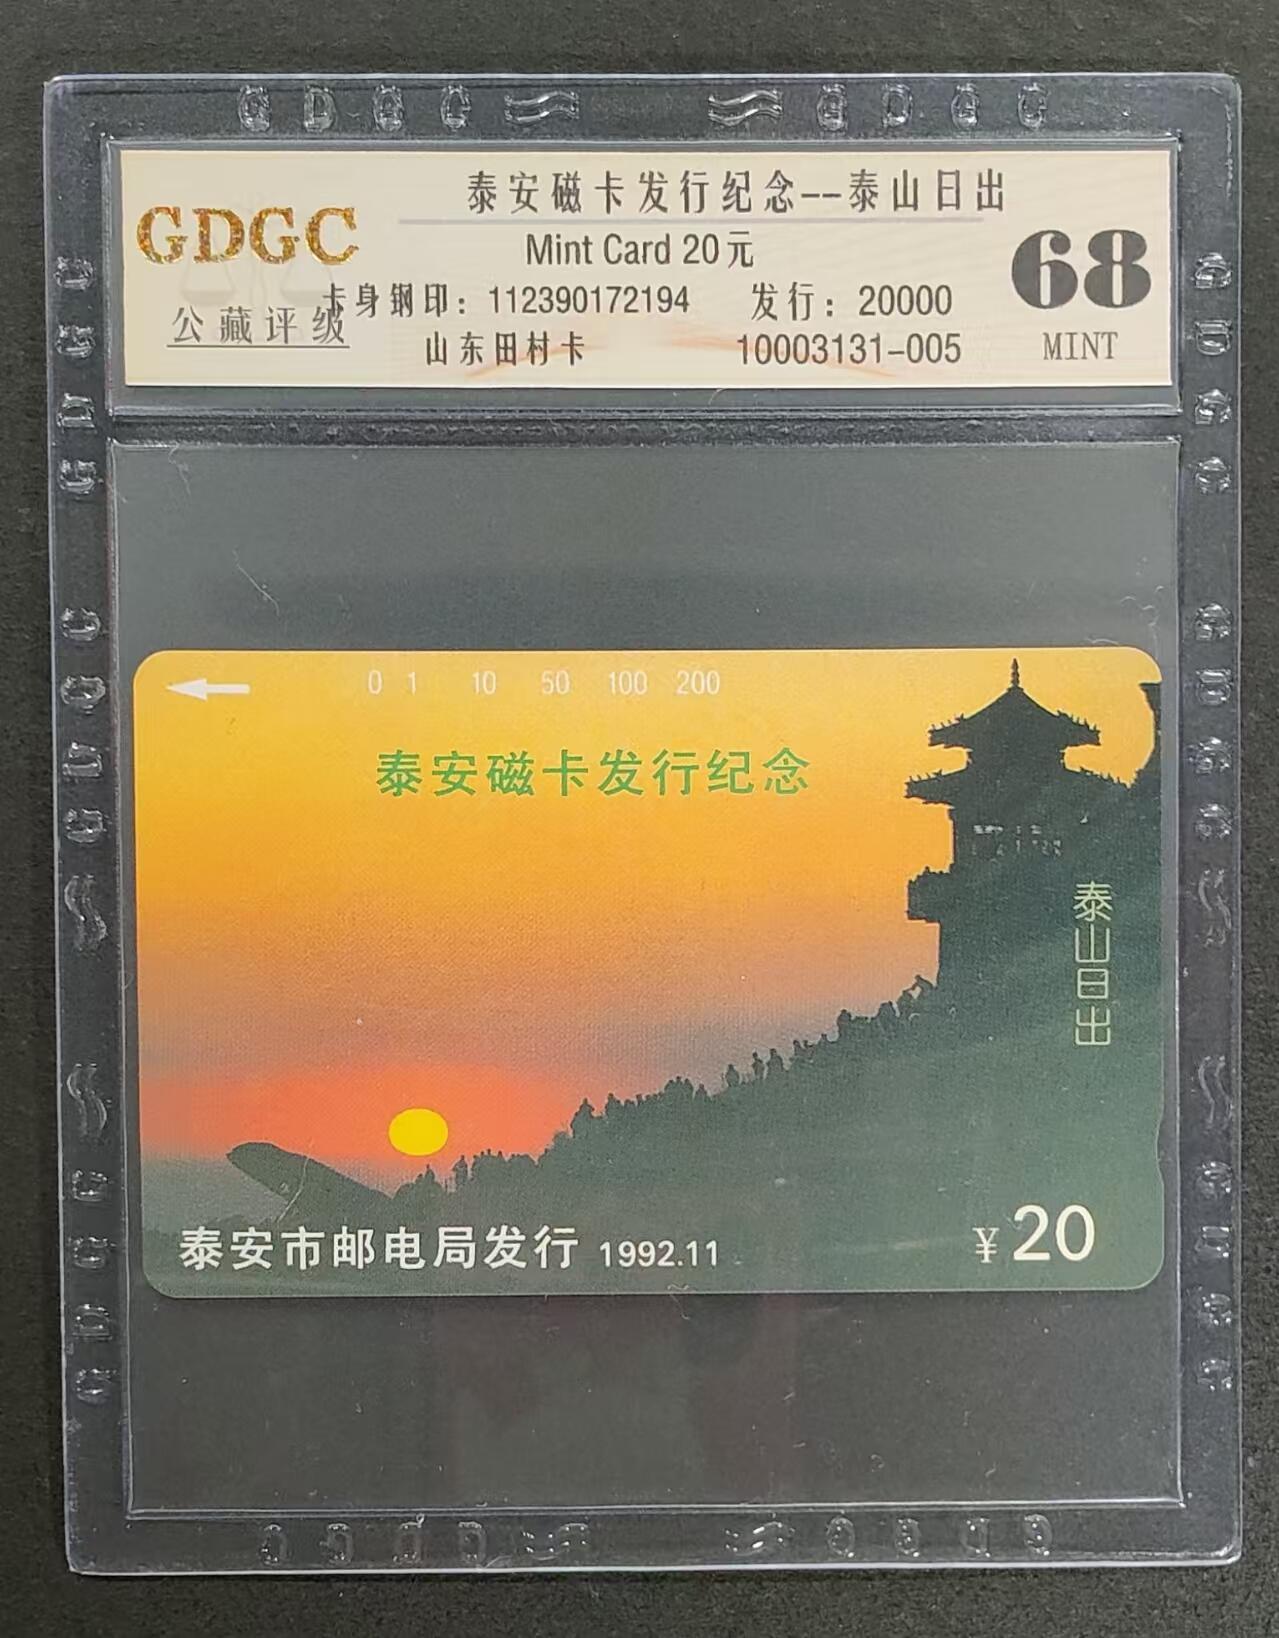 GDGC
GDGC
泰安磁卡发行纪念--泰山日出
GDGC
Mint Card 20元
68
卡身钢印：112390172194 发行：20000
公藏评级
山东田村卡
10003131-005
MINT
0 1 10 50 100 200
泰安磁卡发行纪念
泰山日出
泰安市邮电局发行 1992.11
¥20